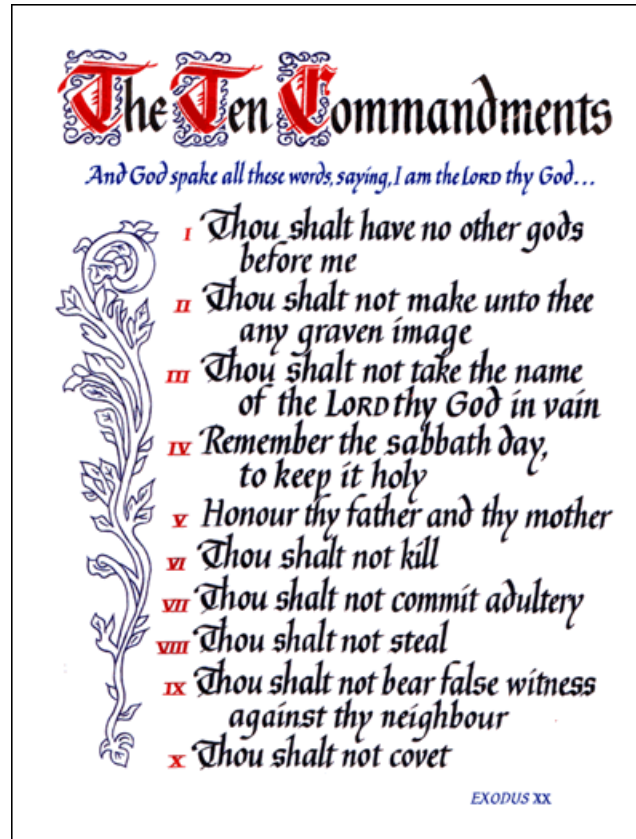 The Ten Commandments
And God spake all these words, saying, I am the LORD thy God...
I Thou shalt have no other gods
before me
II Thou shalt not make unto thee
any graven image
III Thou shalt not take the name
of the LORD thy God in vain
IV Remember the sabbath day,
to keep it holy
V Honour thy father and thy mother
VI Thou shalt not kill
VII Thou shalt not commit adultery
VIII Thou shalt not steal
IX Thou shalt not bear false witness
against thy neighbour
X Thou shalt not covet
EXODUS XX